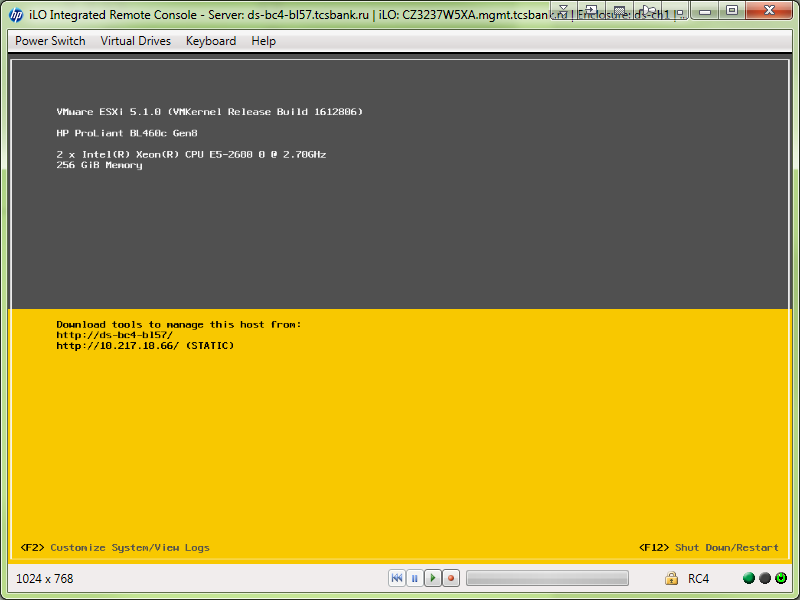 iLO Integrated Remote Console - Server: ds-bc4-bl57.tcsbank.ru | iLO: CZ3237W5XA.mgmt.tcsbank.ru | Enclosure: ds-ch1 |
Power Switch Virtual Drives Keyboard Help
VMware ESXi 5.1.0 (VMKernel Release Build 1612806)
HP ProLiant BL460c Gen8
2 x Intel(R) Xeon(R) CPU E5-2680 0 @ 2.70GHz
256 GiB Memory
Download tools to manage this host from:
http://ds-bc4-bl57/
http://10.217.10.66/ (STATIC)
<F2> Customize System/View Logs
<F12> Shut Down/Restart
1024 x 768
RC4